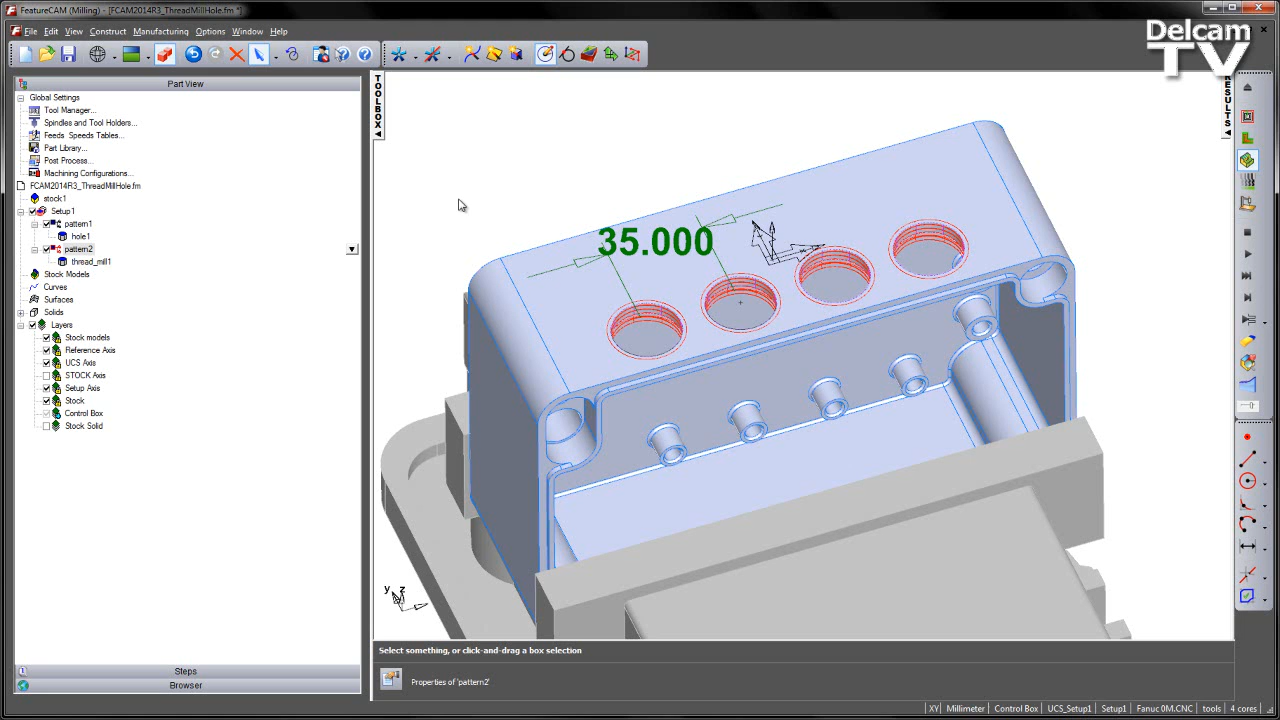 FeatureCAM (Milling) - [FCAM2014R3_ThreadMillHole.fm *]
File Edit View Construct Manufacturing Options Window Help
Delcam
TV
Part View
Global Settings
Tool Manager...
Spindles and Tool Holders...
Feeds Speeds Tables...
Part Library...
Post Process...
Machining Configurations...
FCAM2014R3_ThreadMillHole.fm
stock1
Setup1
pattern1
hole1
pattern2
thread_mill1
Stock Models
Curves
Surfaces
Solids
Layers
Stock models
Reference Axis
UCS Axis
STOCK Axis
Setup Axis
Stock
Control Box
Stock Solid
Steps
Browser
TOOLBOX
35.000
y z
RESULTS
Select something, or click-and-drag a box selection
Properties of 'pattern2'
XY Millimeter Control Box UCS_Setup1 Setup1 Fanuc 0M.CNC tools 4 cores